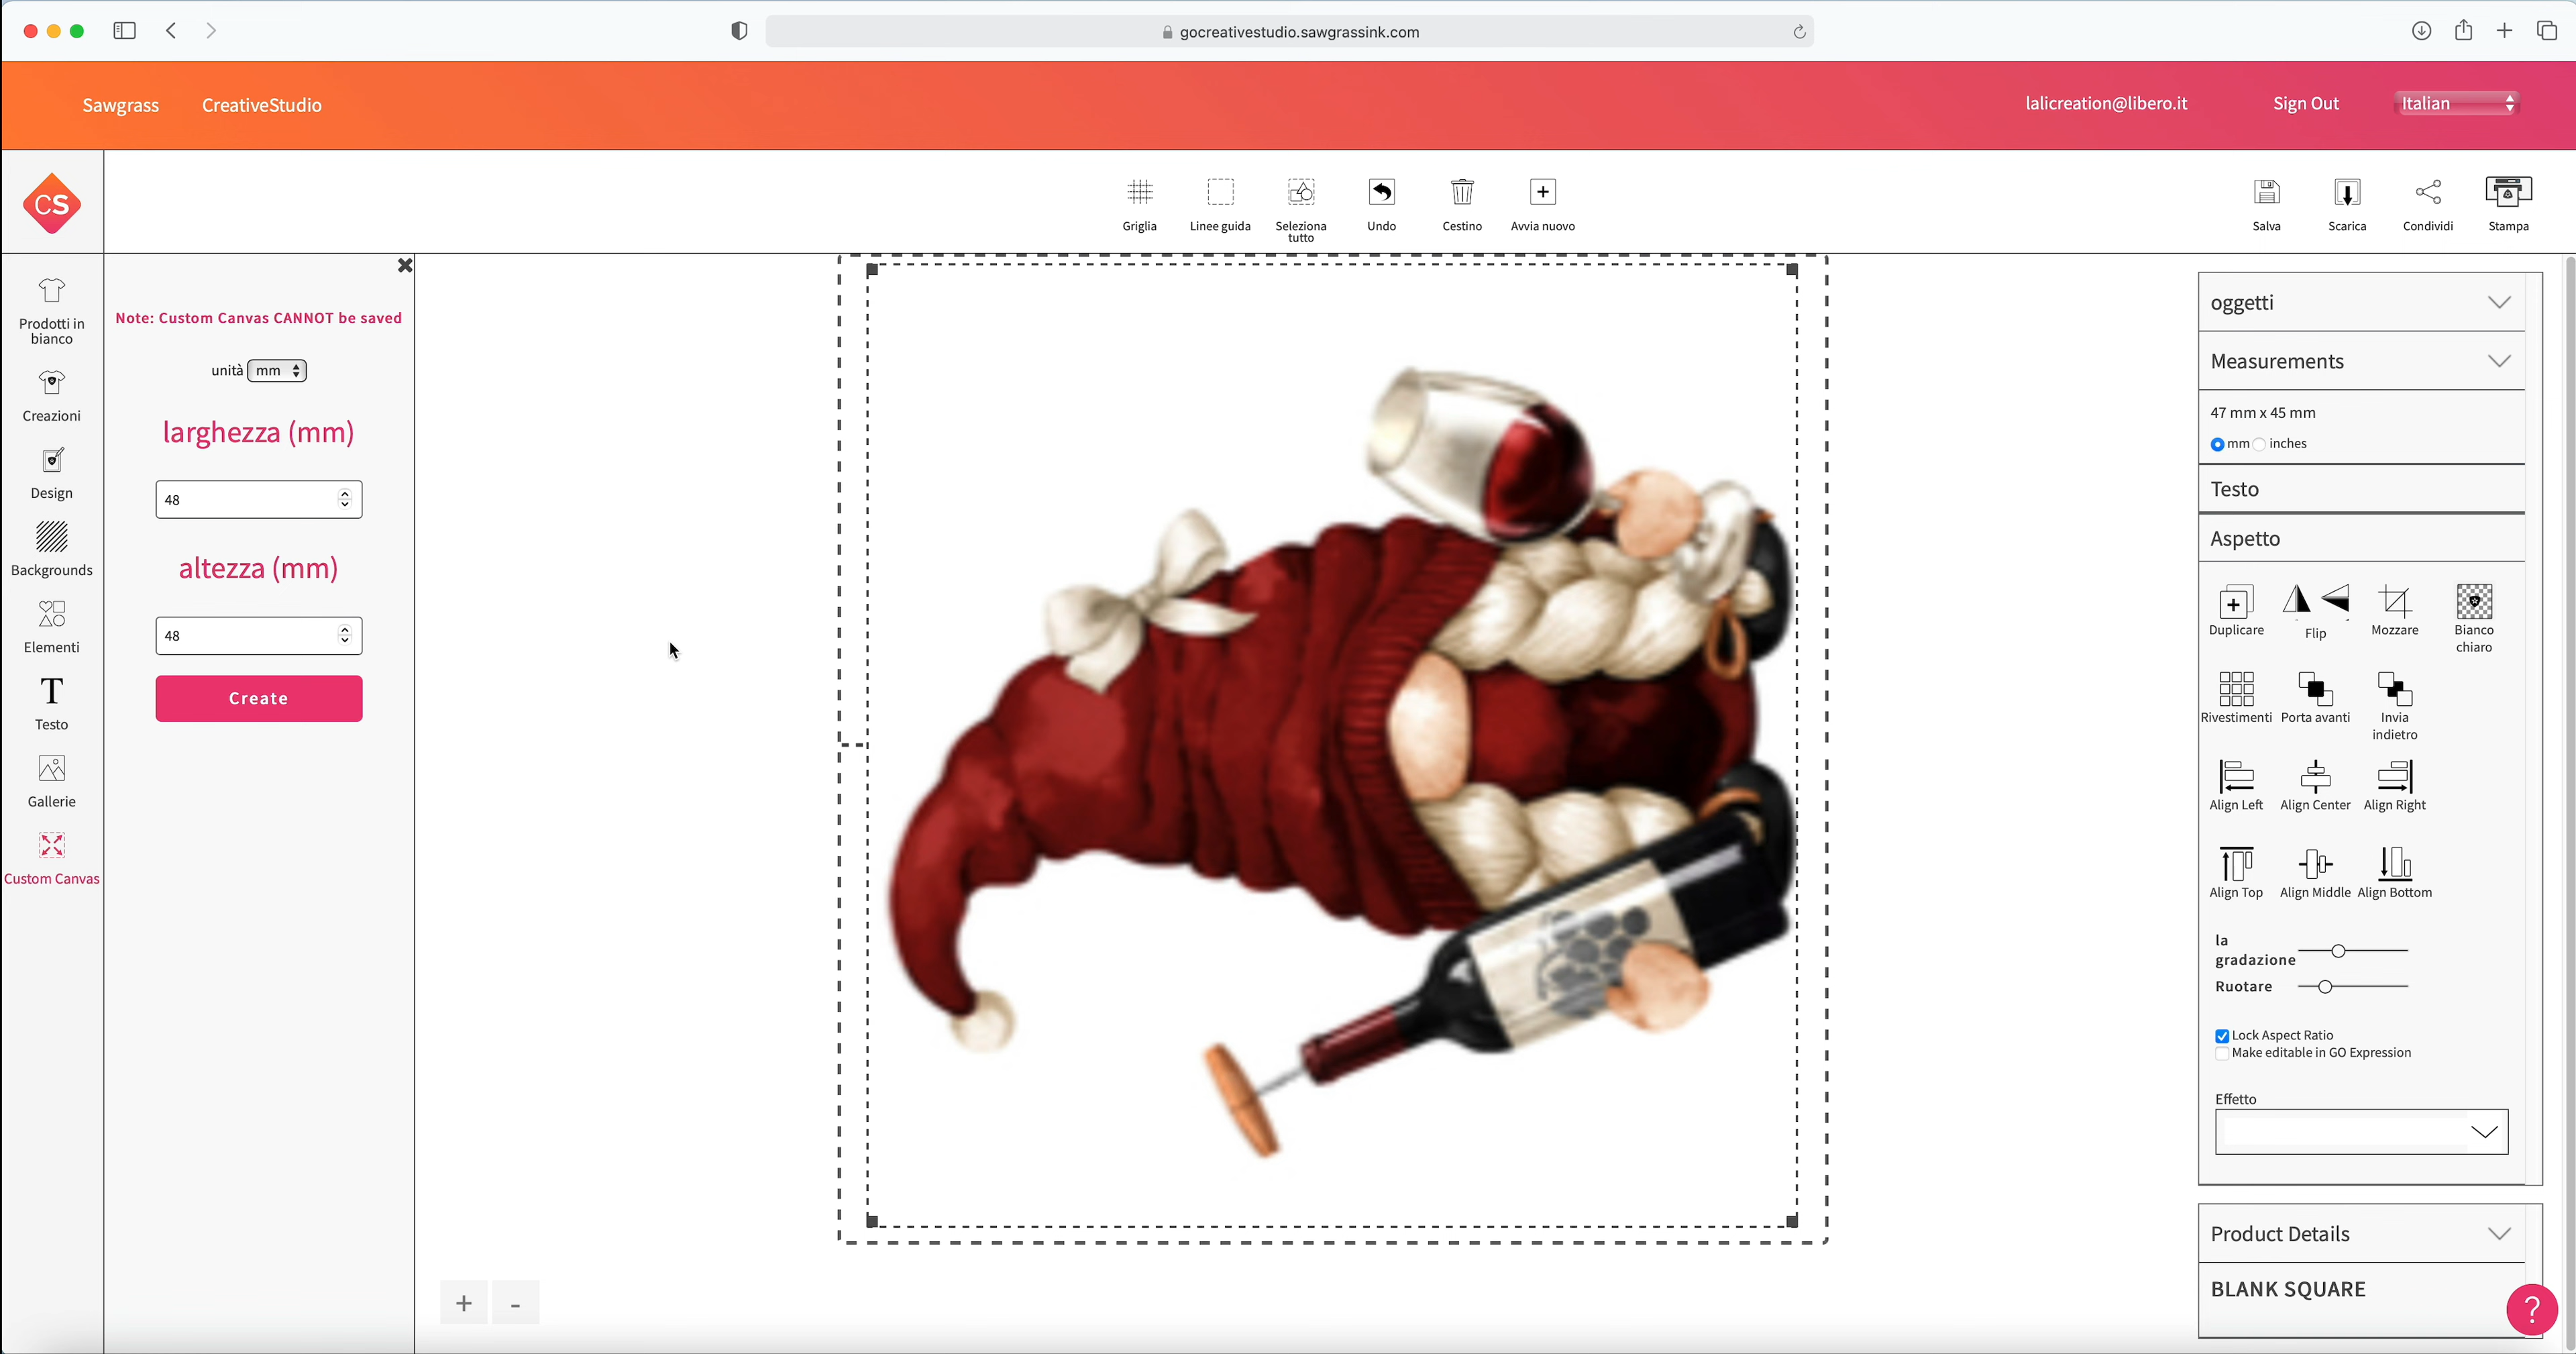 gocreativestudio.sawgrassink.com
Sawgrass
CreativeStudio
lalicreation@libero.it
Sign Out
Italian
CS
Griglia
Linee guida
Seleziona
tutto
Undo
Cestino
Avvia nuovo
Salva
Scarica
Condividi
Stampa
Prodotti in
bianco
Creazioni
Design
Backgrounds
Elementi
T
Testo
Gallerie
Custom Canvas
Note: Custom Canvas CANNOT be saved
unità mm
larghezza (mm)
48
altezza (mm)
48
Create
+ -
oggetti
Measurements
47 mm x 45 mm
mm inches
Testo
Aspetto
Duplicare
Flip
Mozzare
Bianco
chiaro
Rivestimenti
Porta avanti
Invia
indietro
Align Left
Align Center
Align Right
Align Top
Align Middle
Align Bottom
la
gradazione
Ruotare
Lock Aspect Ratio
Make editable in GO Expression
Effetto
Product Details
BLANK SQUARE
?